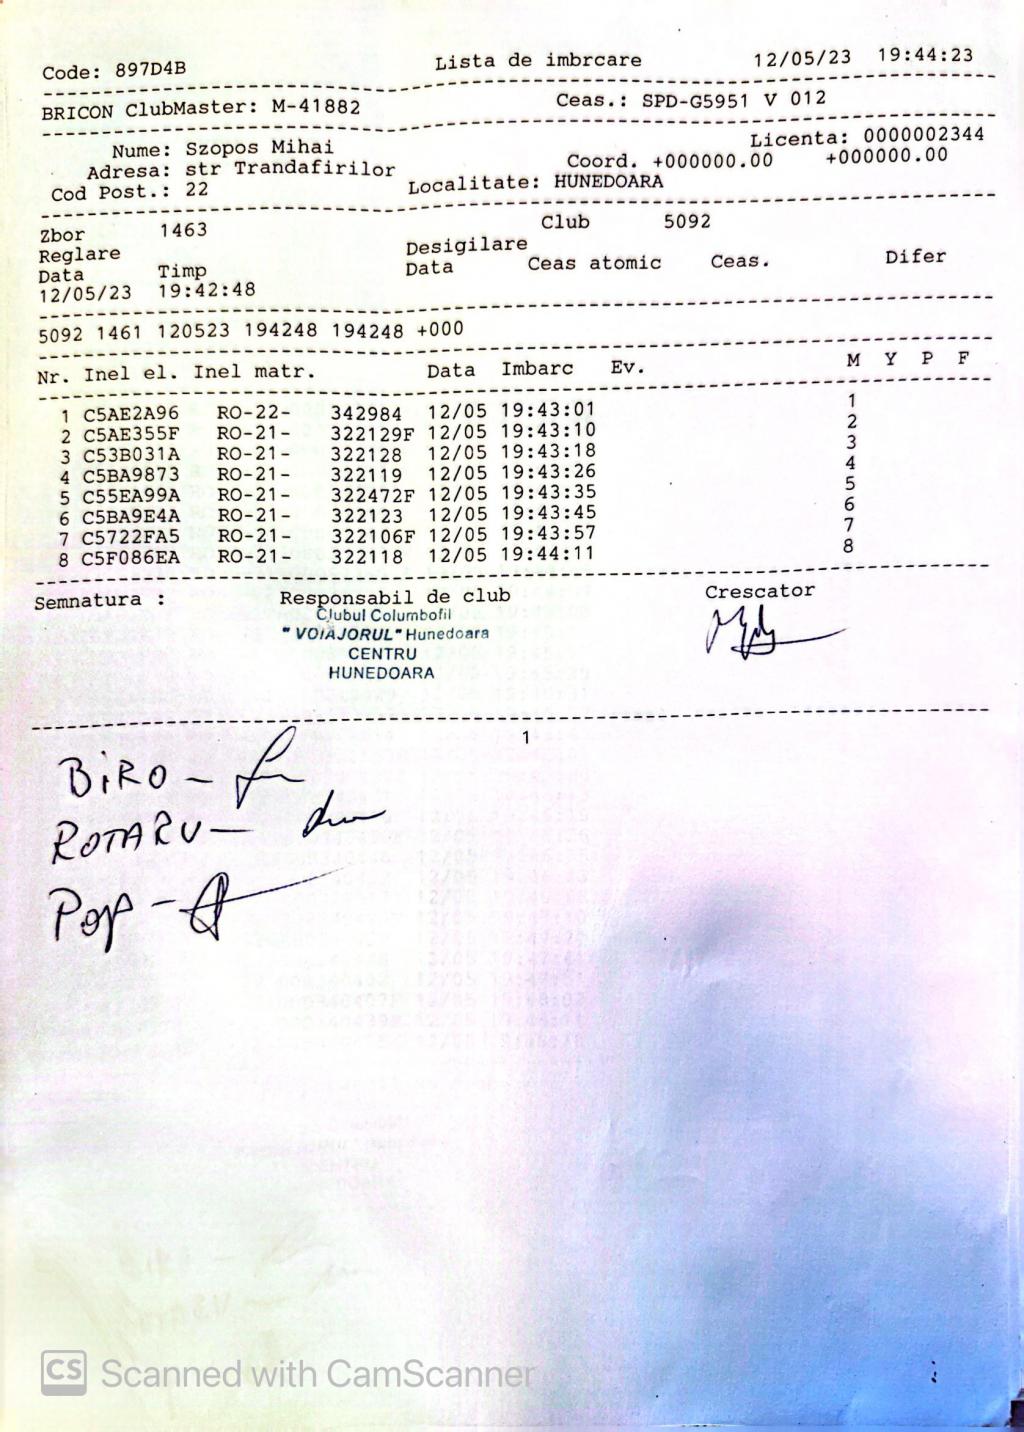 Code: 897D4B Lista de imbrcare 12/05/23 19:44:23
BRICON ClubMaster: M-41882 Ceas.: SPD-G5951 V 012
Nume: Szopos Mihai Licenta: 0000002344
Adresa: str Trandafirilor Coord. +000000.00 +000000.00
Cod Post.: 22 Localitate: HUNEDOARA
Zbor 1463 Club 5092
Reglare Desigilare
Data Timp Data Ceas atomic Ceas. Difer
12/05/23 19:42:48
5092 1461 120523 194248 194248 +000
Nr. Inel el. Inel matr. Data Imbarc Ev. M Y P F
1 C5AE2A96 RO-22- 342984 12/05 19:43:01 1
2 C5AE355F RO-21- 322129F 12/05 19:43:10 2
3 C53B031A RO-21- 322128 12/05 19:43:18 3
4 C5BA9873 RO-21- 322119 12/05 19:43:26 4
5 C55EA99A RO-21- 322472F 12/05 19:43:35 5
6 C5BA9E4A RO-21- 322123 12/05 19:43:45 6
7 C5722FA5 RO-21- 322106F 12/05 19:43:57 7
8 C5F086EA RO-21- 322118 12/05 19:44:11 8
Semnatura : Responsabil de club Crescator
Clubul Columbofil
"VOIAJORUL" Hunedoara
CENTRU
HUNEDOARA
1
BiRO -
ROTARU -
Pop -
CS Scanned with CamScanner